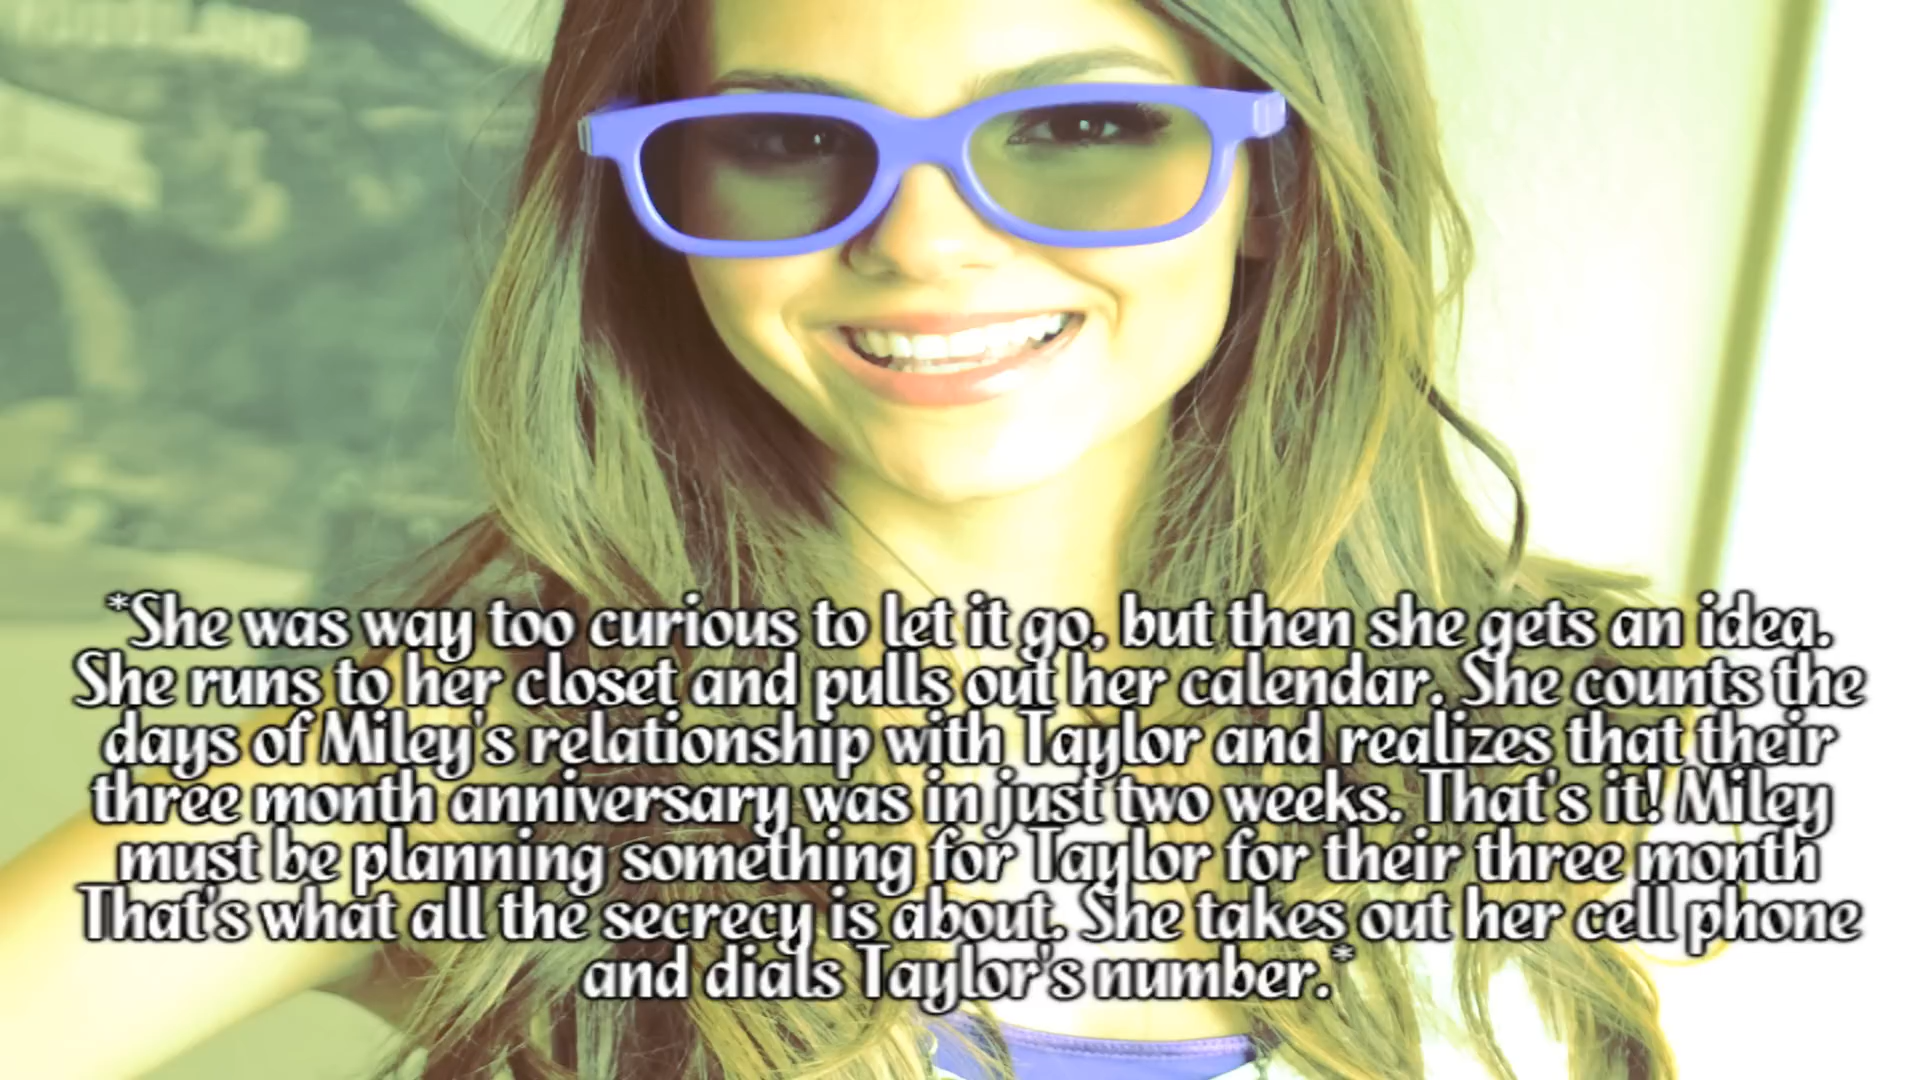 *She was way too curious to let it go, but then she gets an idea.
She runs to her closet and pulls out her calendar. She counts the
days of Miley's relationship with Taylor and realizes that their
three month anniversary was in just two weeks. That's it! Miley
must be planning something for Taylor for their three month
That's what all the secrecy is about. She takes out her cell phone
and dials Taylor's number.*